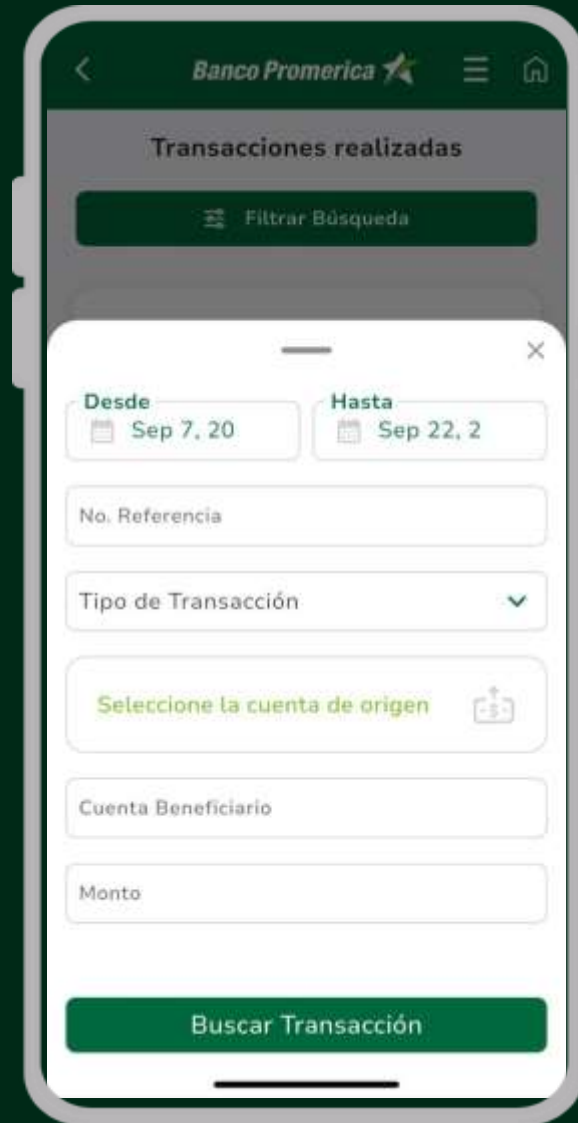 Banco Promerica
Transacciones realizadas
Filtrar Búsqueda
Desde
Sep 7, 20
Hasta
Sep 22, 2
No. Referencia
Tipo de Transacción
Seleccione la cuenta de origen
Cuenta Beneficiario
Monto
Buscar Transacción